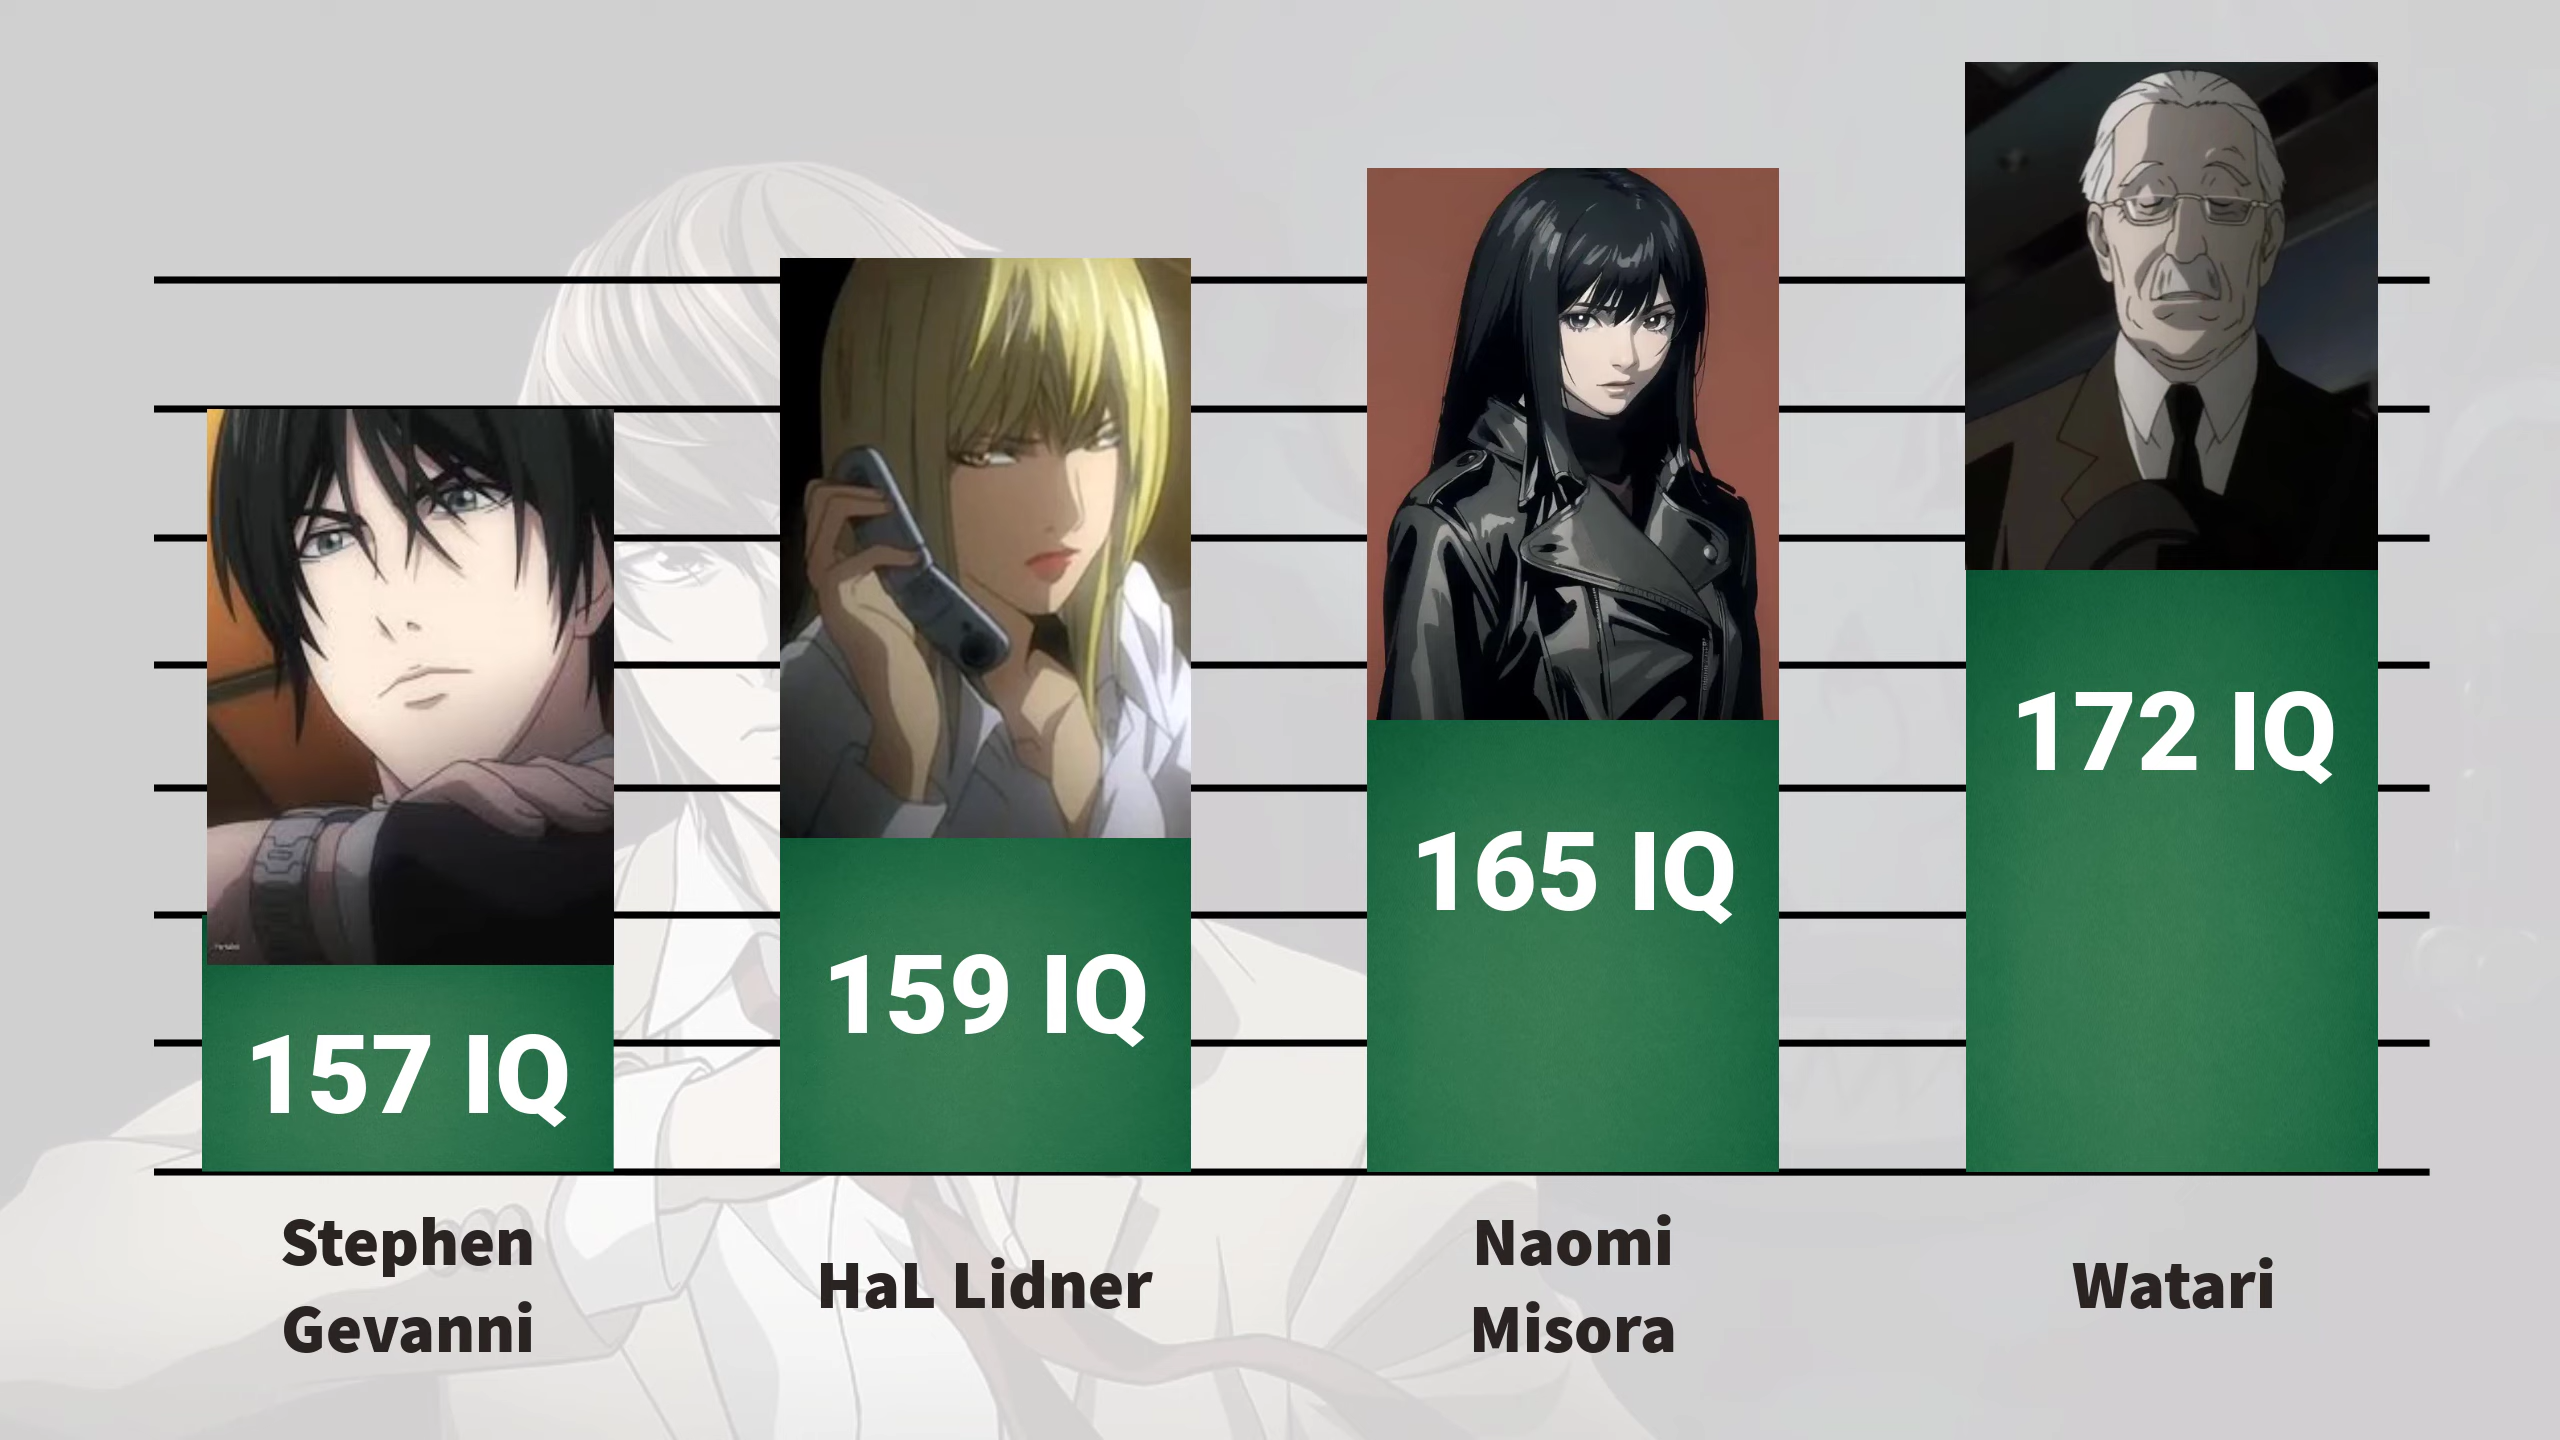 157 IQ
159 IQ
165 IQ
172 IQ
Stephen
Gevanni
HaL Lidner
Naomi
Misora
Watari